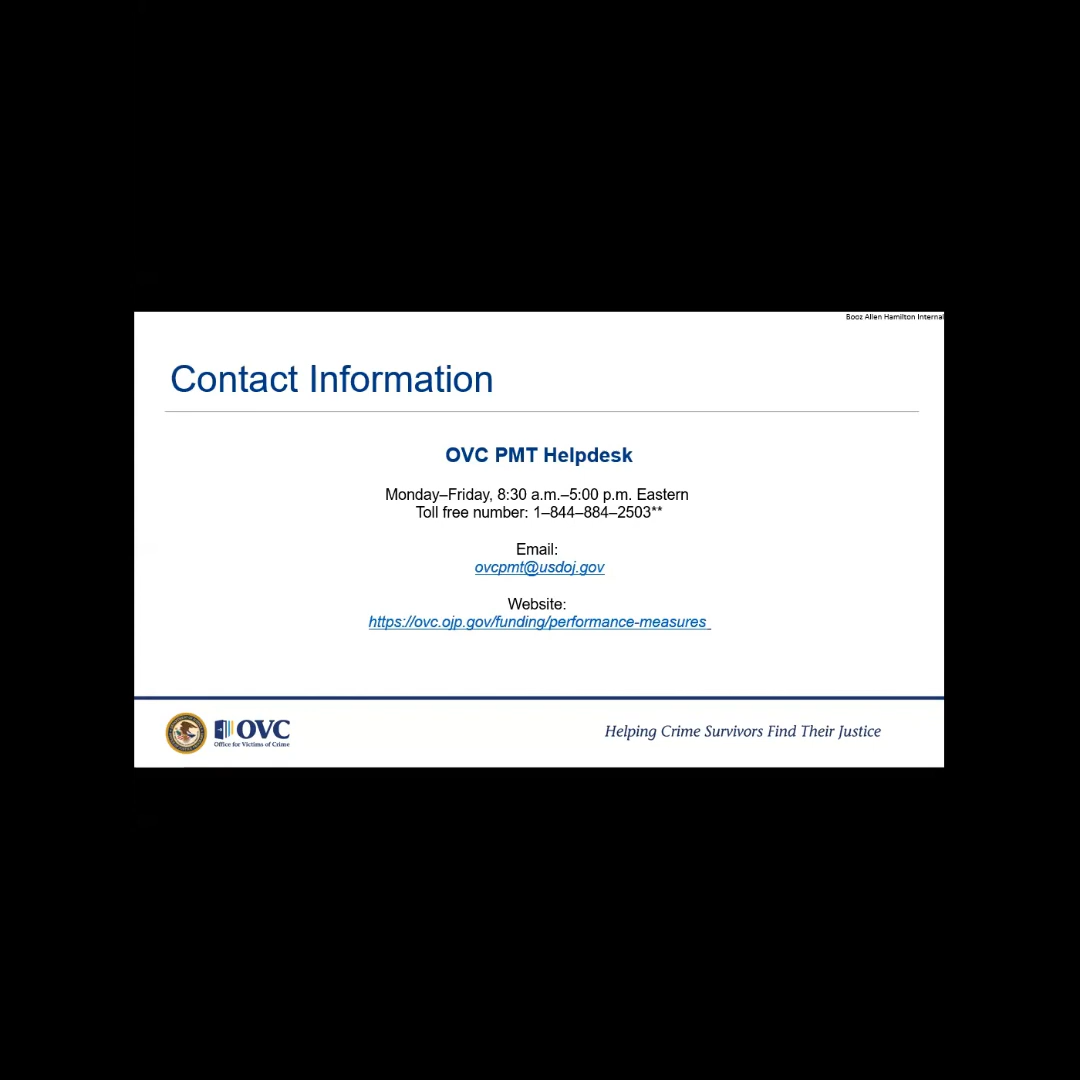 Booz Allen Hamilton Internal
Contact Information
OVC PMT Helpdesk
Monday–Friday, 8:30 a.m.–5:00 p.m. Eastern
Toll free number: 1–844–884–2503**
Email:
ovcpmt@usdoj.gov
Website:
https://ovc.ojp.gov/funding/performance-measures
OVC
Office for Victims of Crime
Helping Crime Survivors Find Their Justice